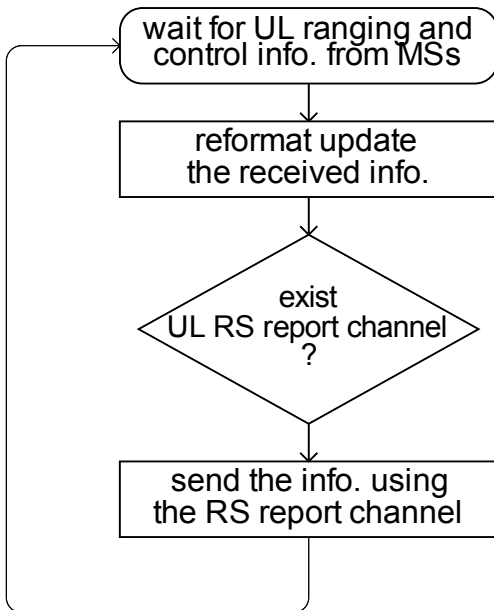 wait for UL ranging and
control info. from MSs
reformat update
the received info.
exist
UL RS report channel
?
send the info. using
the RS report channel